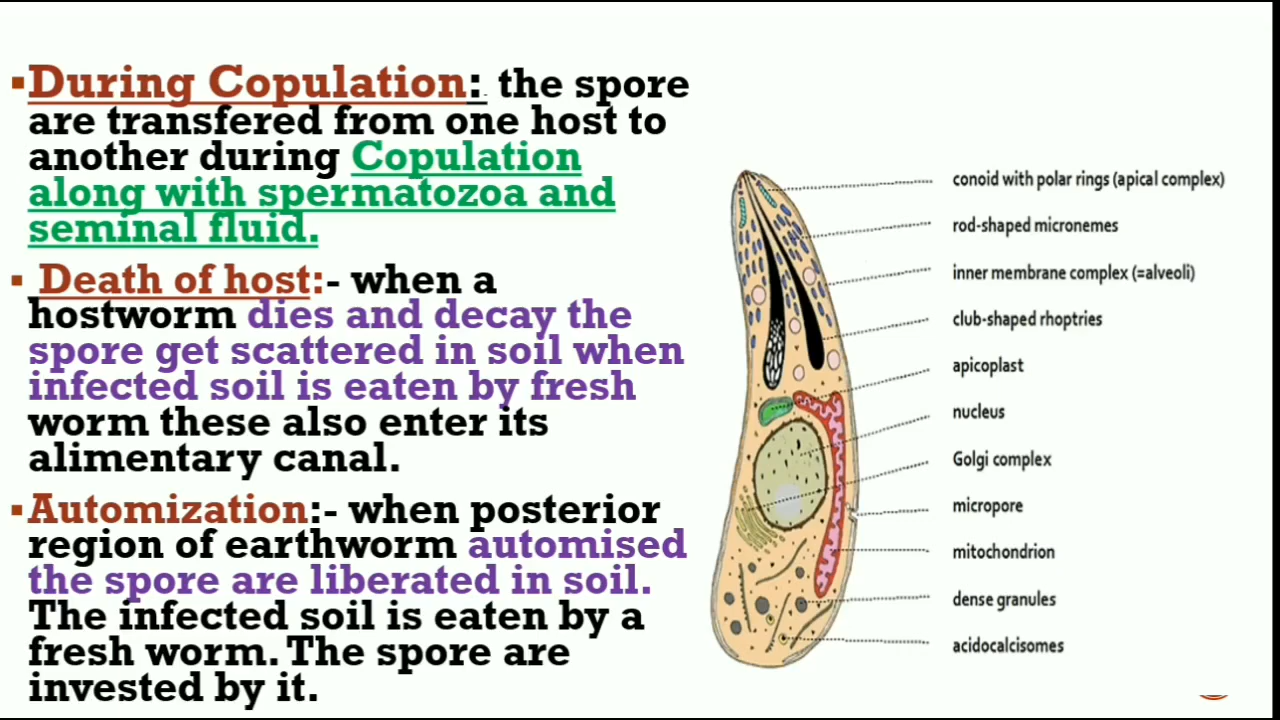 ▪During Copulation: the spore
are transfered from one host to
another during Copulation
along with spermatozoa and
seminal fluid.
▪ Death of host:- when a
hostworm dies and decay the
spore get scattered in soil when
infected soil is eaten by fresh
worm these also enter its
alimentary canal.
▪Automization:- when posterior
region of earthworm automised
the spore are liberated in soil.
The infected soil is eaten by a
fresh worm. The spore are
invested by it.
conoid with polar rings (apical complex)
rod-shaped micronemes
inner membrane complex (=alveoli)
club-shaped rhoptries
apicoplast
nucleus
Golgi complex
micropore
mitochondrion
dense granules
acidocalcisomes